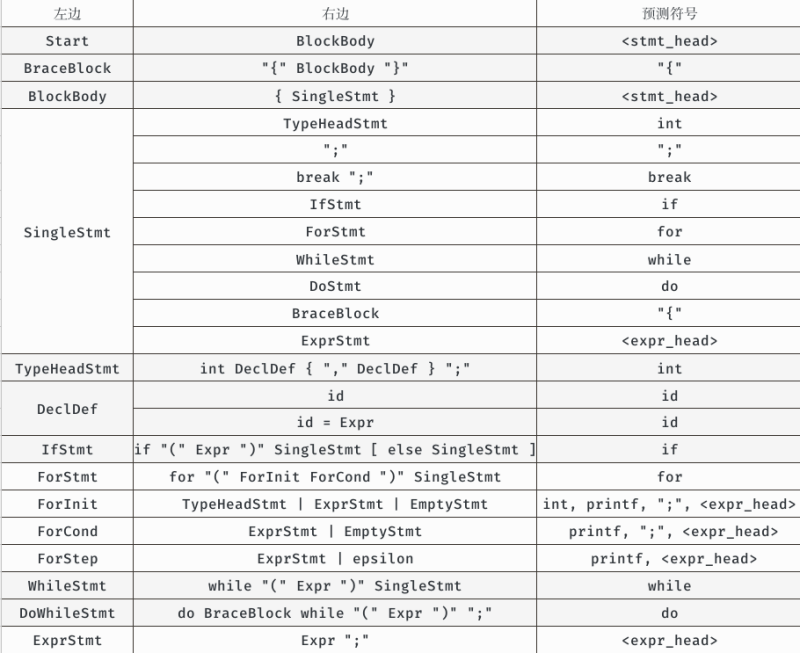 左边 右边 预测符号
Start BlockBody <stmt_head>
BraceBlock "{" BlockBody "}" "{"
BlockBody { SingleStmt } <stmt_head>
SingleStmt TypeHeadStmt int
";" ";"
break ";" break
IfStmt if
ForStmt for
WhileStmt while
DoStmt do
BraceBlock "{"
ExprStmt <expr_head>
TypeHeadStmt int DeclDef { "," DeclDef } ";" int
DeclDef id id
id = Expr id
IfStmt if "(" Expr ")" SingleStmt [ else SingleStmt ] if
ForStmt for "(" ForInit ForCond ")" SingleStmt for
ForInit TypeHeadStmt | ExprStmt | EmptyStmt int, printf, ";", <expr_head>
ForCond ExprStmt | EmptyStmt printf, ";", <expr_head>
ForStep ExprStmt | epsilon printf, <expr_head>
WhileStmt while "(" Expr ")" SingleStmt while
DoWhileStmt do BraceBlock while "(" Expr ")" ";" do
ExprStmt Expr ";" <expr_head>